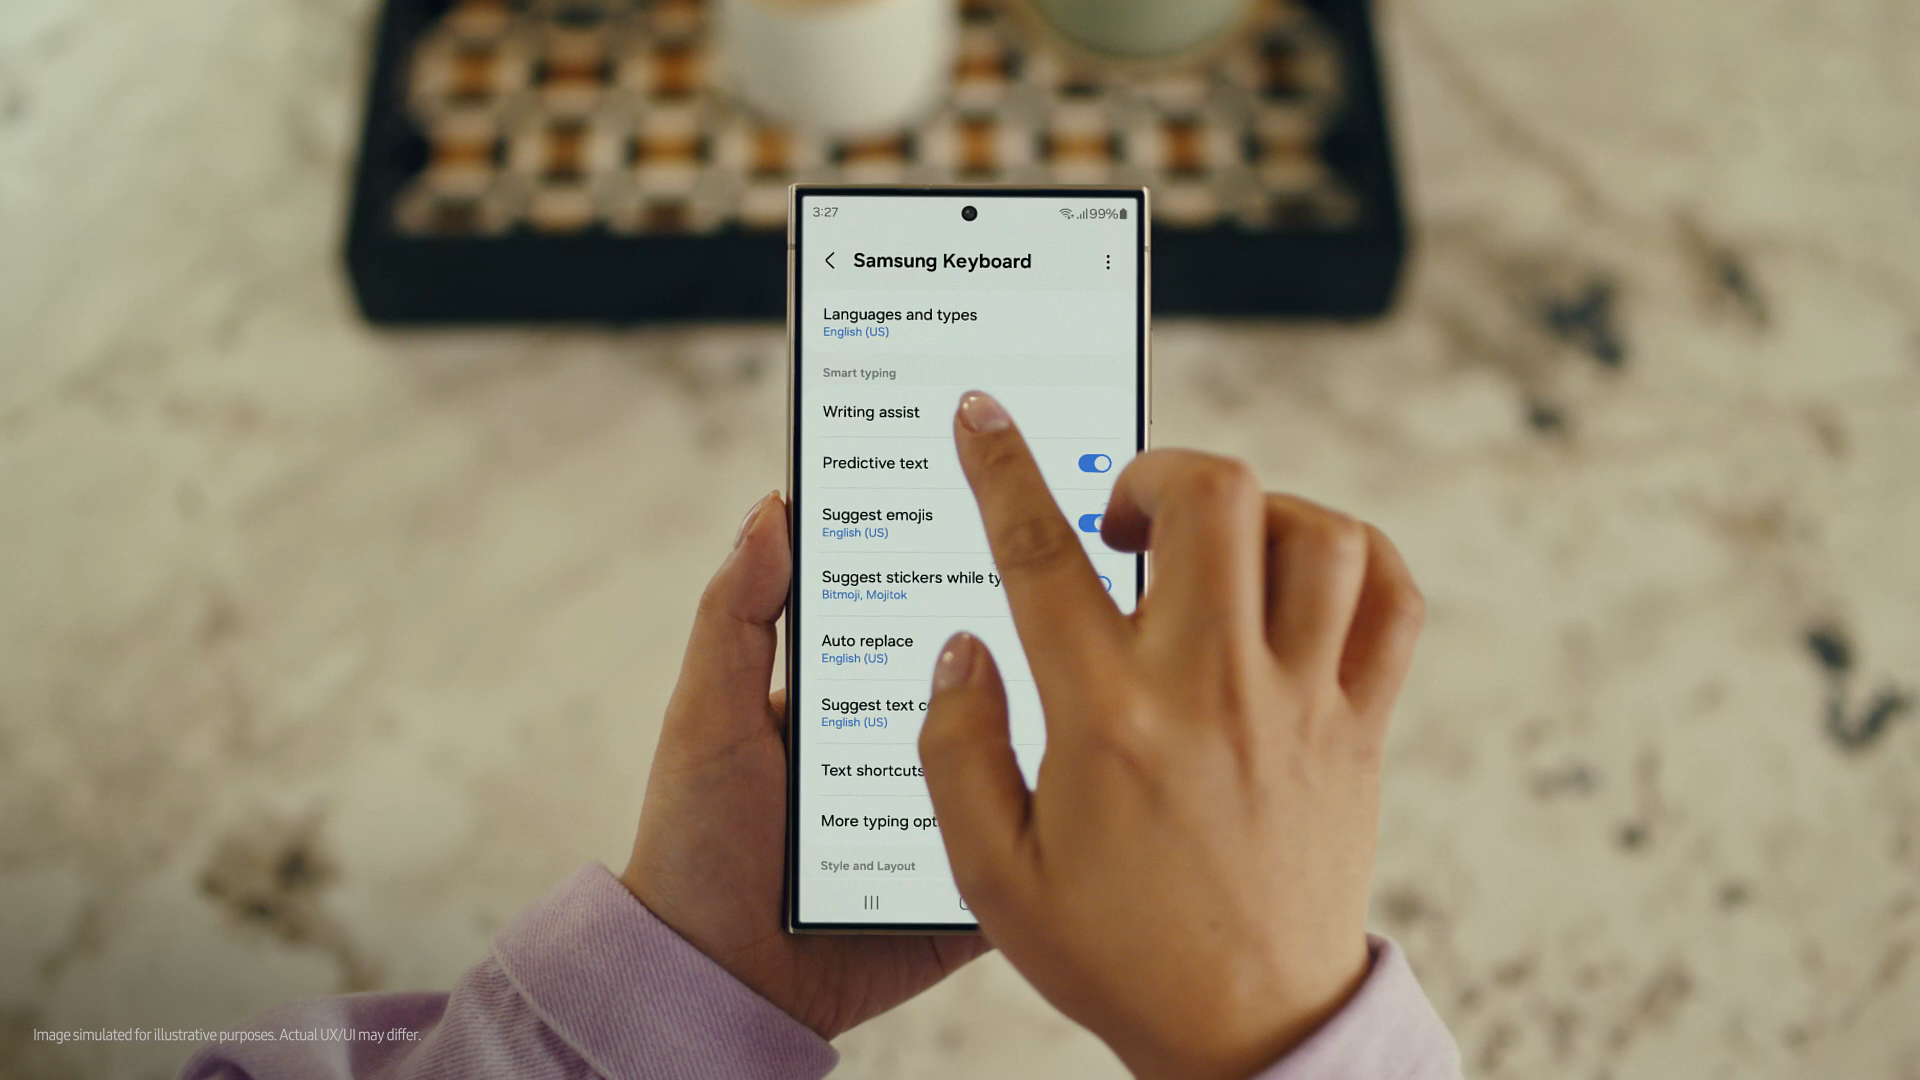 3:27
99%
Samsung Keyboard
Languages and types
English (US)
Smart typing
Writing assist
Predictive text
Suggest emojis
English (US)
Suggest stickers while ty
Bitmoji, Mojitok
Auto replace
English (US)
Suggest text c
English (US)
Text shortcuts
More typing opt
Style and Layout
Image simulated for illustrative purposes. Actual UX/UI may differ.